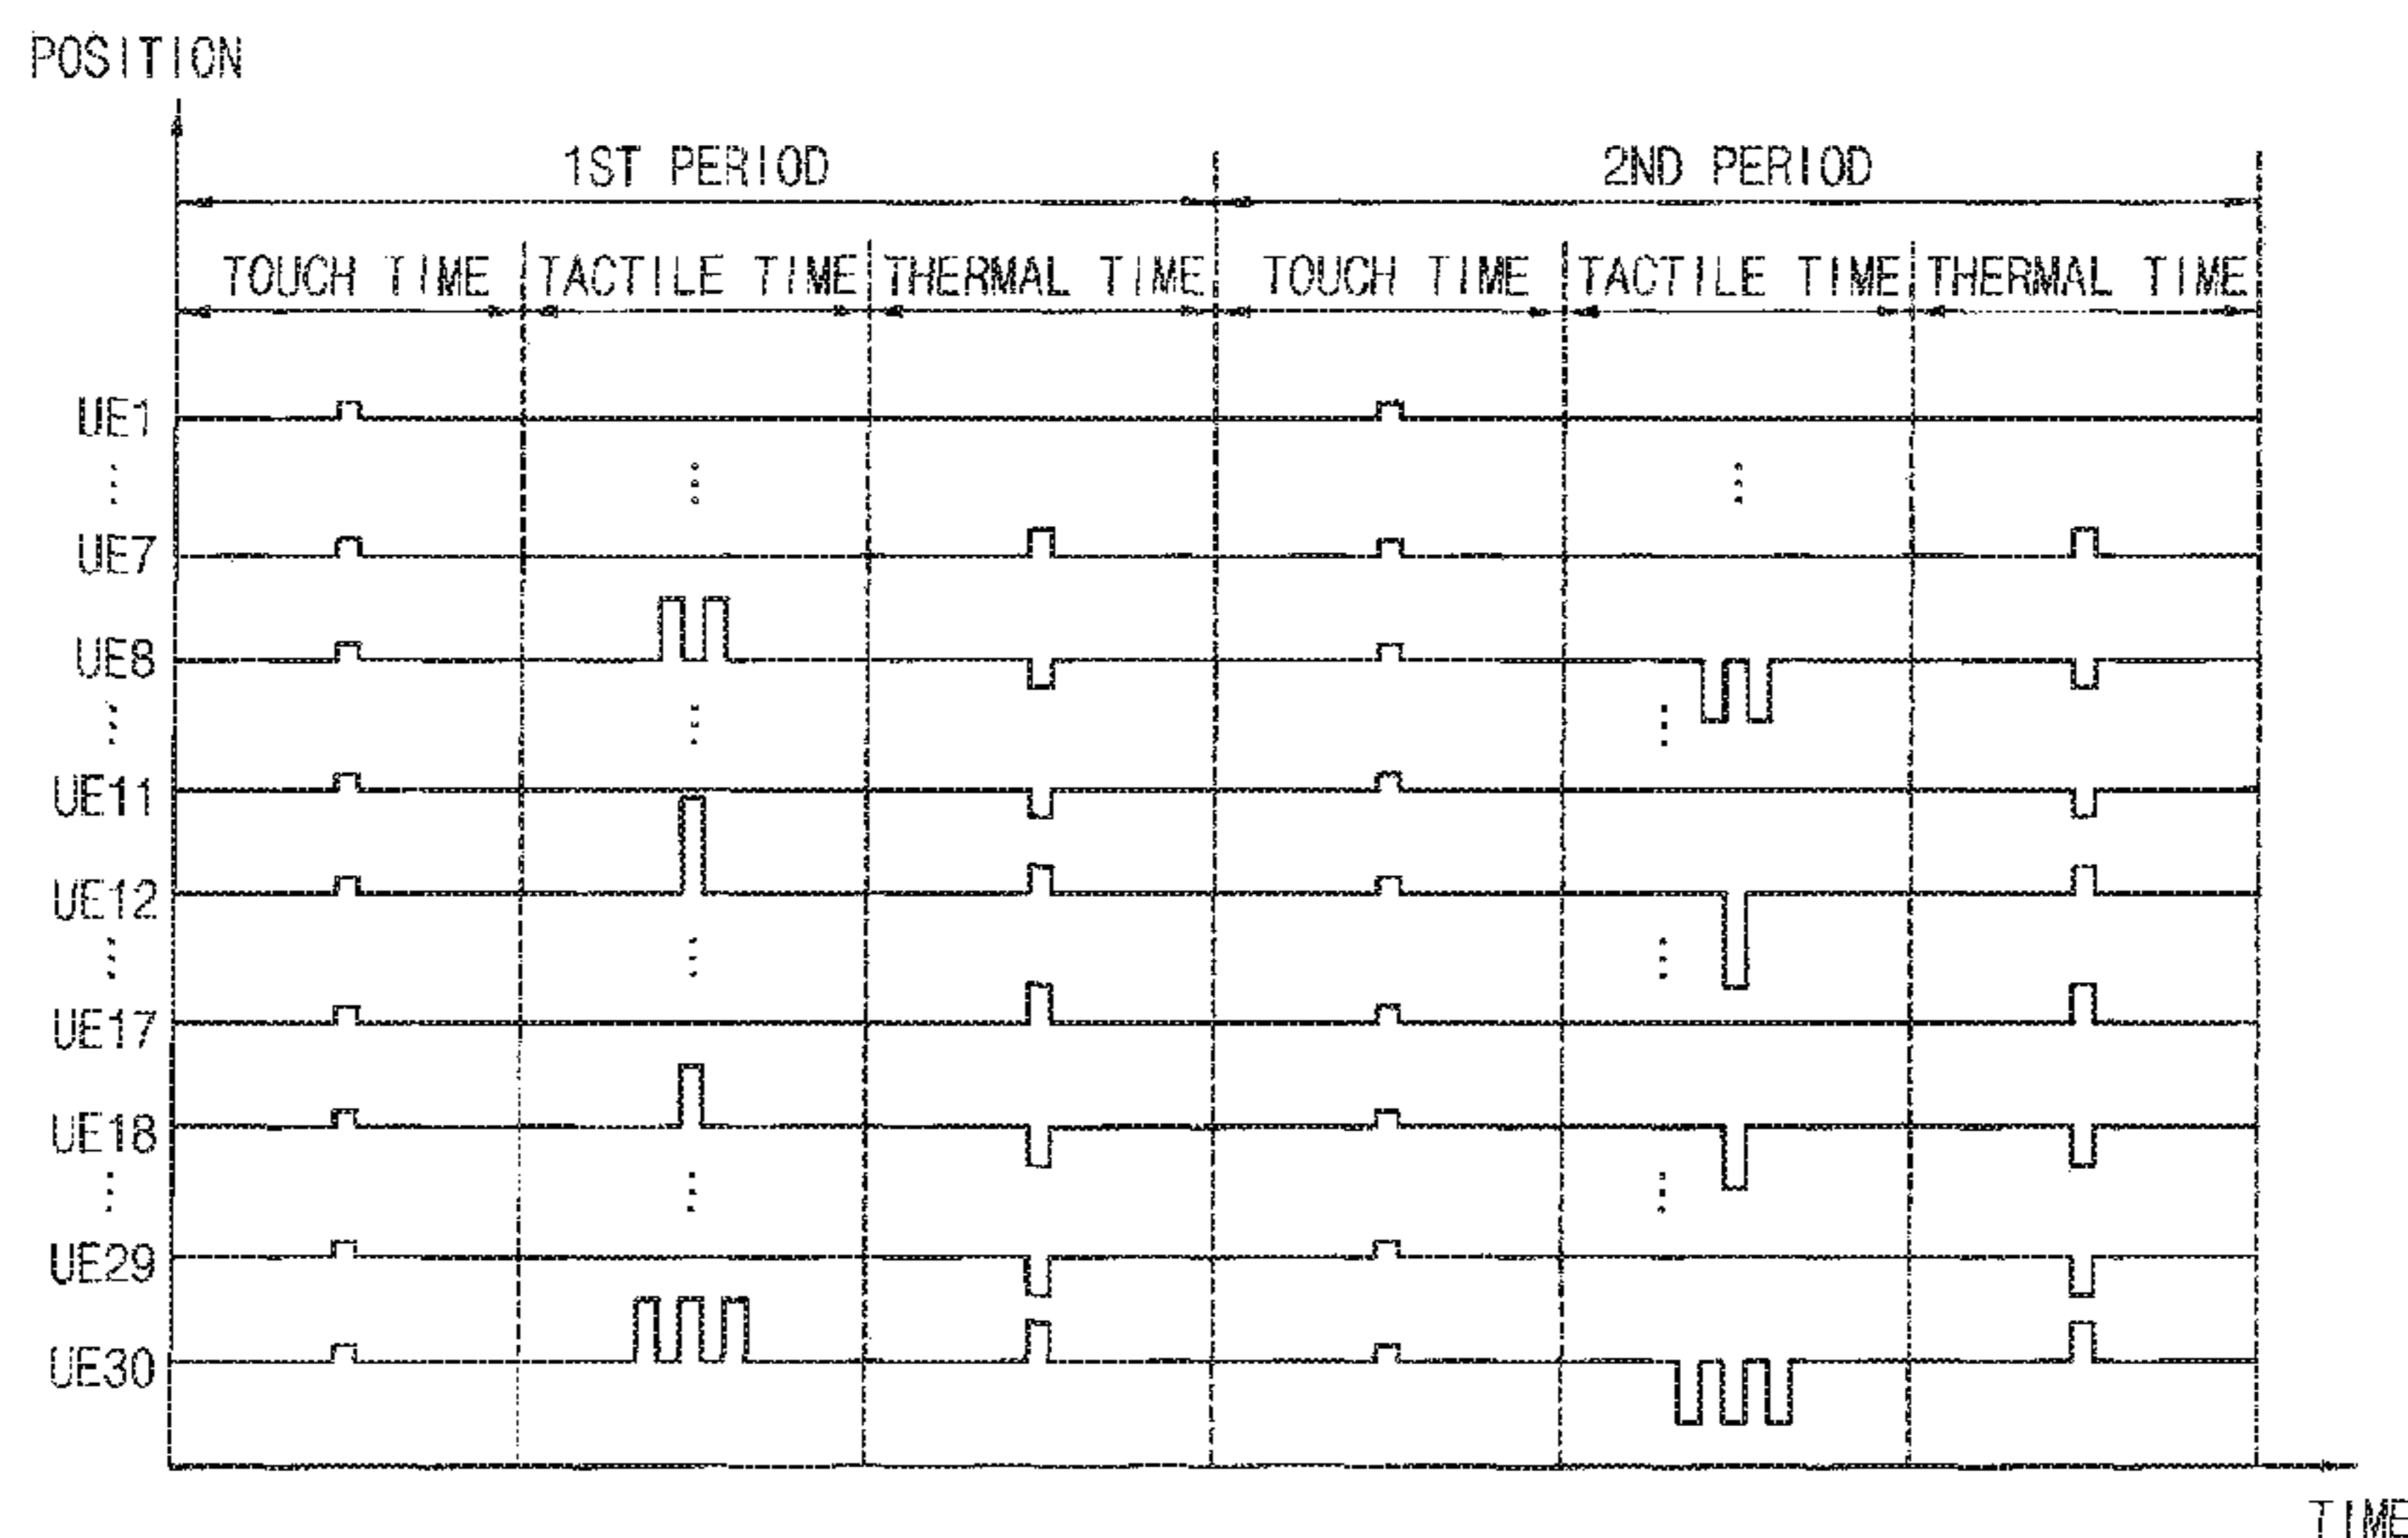 POSITION
1ST PERIOD 2ND PERIOD
TOUCH TIME TACTILE TIME THERMAL TIME TOUCH TIME TACTILE TIME THERMAL TIME
UE1
UE7
UE8
UE11
UE12
UE17
UE18
UE29
UE30
TIME